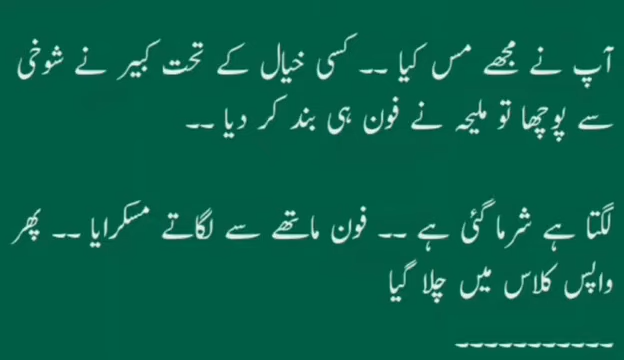 آپ نے مجھے مس کیا ۔۔ کسی خیال کے تحت کبیر نے شوخی
سے پوچھا تو ملیحہ نے فون ہی بند کر دیا ۔۔
لگتا ہے شرما گئی ہے ۔۔ فون ماتھے سے لگاتے مسکرایا ۔۔ پھر
واپس کلاس میں چلا گیا
۔۔۔۔۔۔۔۔۔۔۔